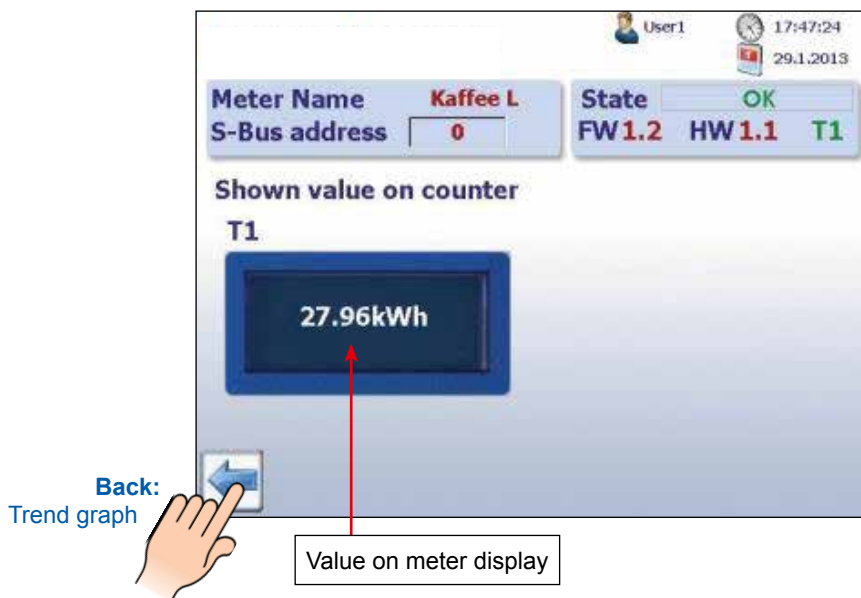 User1 17:47:24
29.1.2013
Meter Name Kaffee L
S-Bus address 0
State OK
FW 1.2 HW 1.1 T1
Shown value on counter
T1
27.96kWh
Back:
Trend graph
Value on meter display